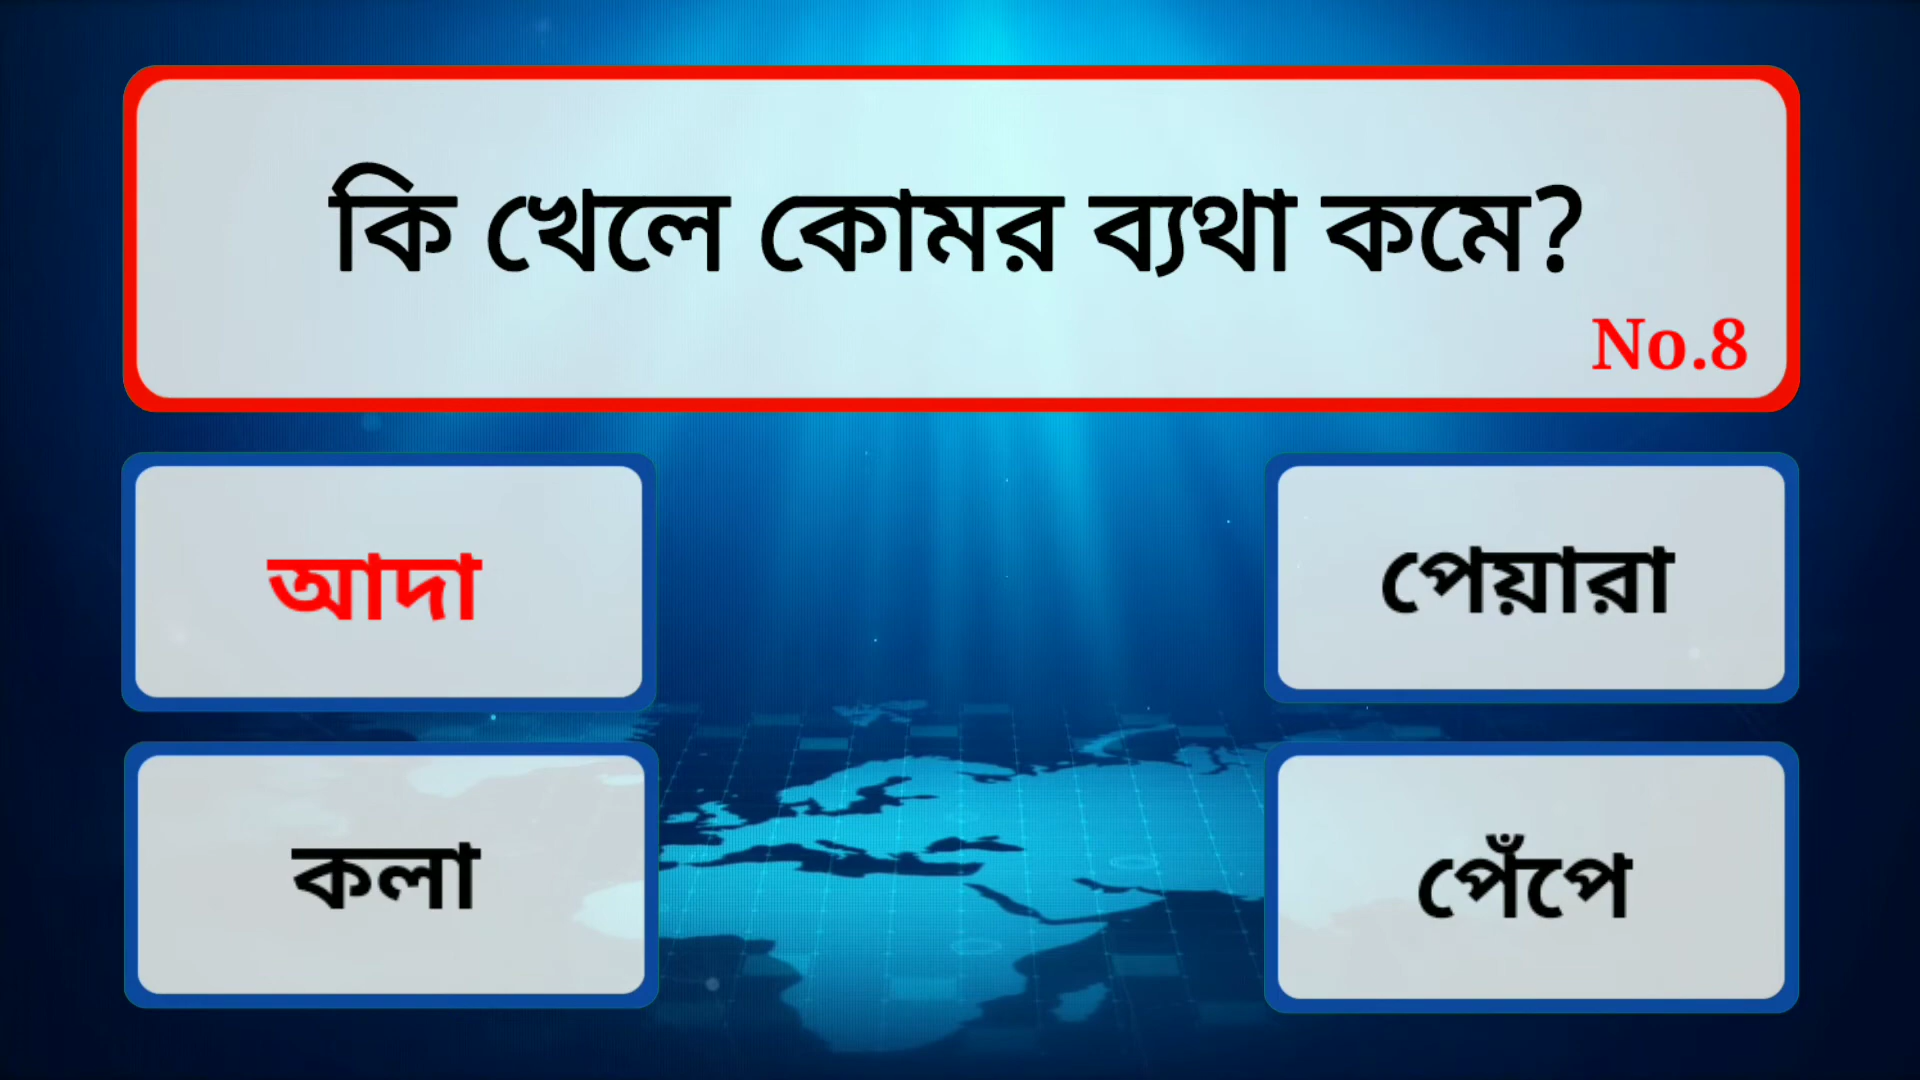 কি খেলে কোমর ব্যথা কমে?
No.8
আদা
পেয়ারা
কলা
পেঁপে